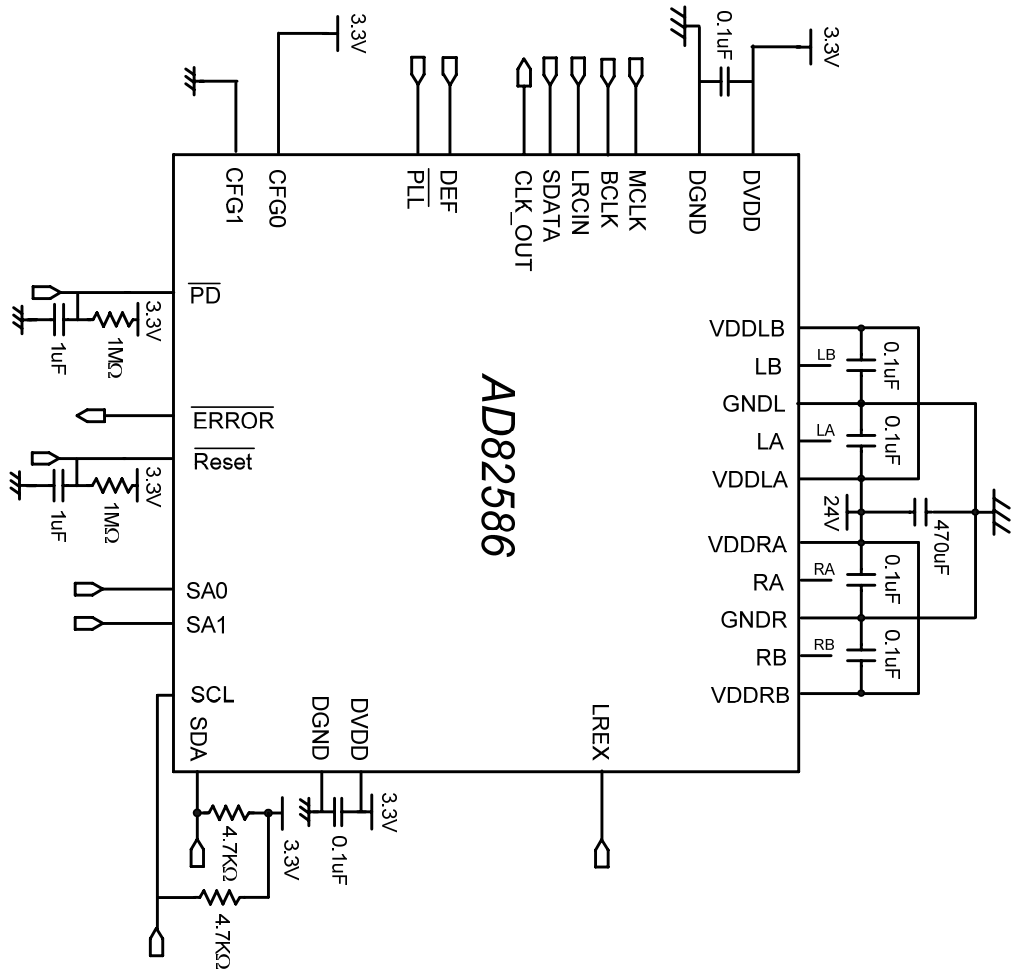 3.3V
0.1uF
3.3V
CFG1
CFG0
PLL
DEF
CLK_OUT
SDATA
LRCIN
BCLK
MCLK
DGND
DVDD
PD
3.3V
1MΩ
1uF
ERROR
Reset
3.3V
1MΩ
1uF
SA0
SA1
SCL
SDA
AD82586
VDDLB
LB
LB
0.1uF
GNDL
LA
LA
0.1uF
VDDLA
24V
470uF
VDDRA
RA
RA
0.1uF
GNDR
RB
RB
0.1uF
VDDRB
DGND
DVDD
LREX
3.3V
0.1uF
3.3V
4.7KΩ
4.7KΩ